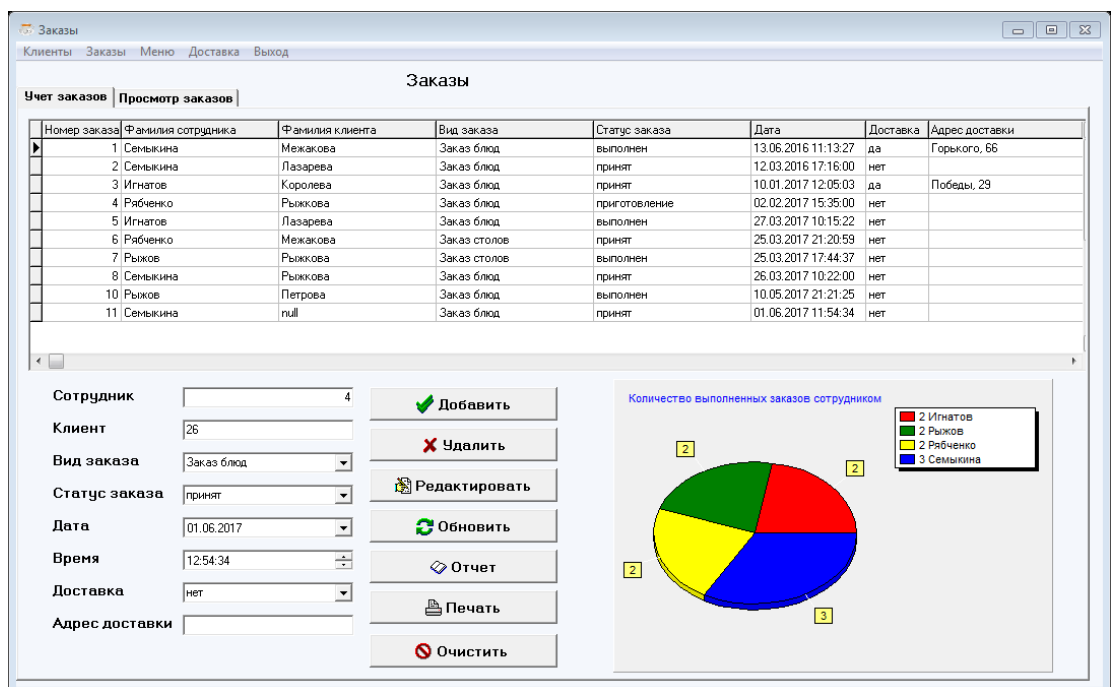 Заказы
Клиенты Заказы Меню Доставка Выход
Заказы
Учет заказов Просмотр заказов
Номер заказа Фамилия сотрудника Фамилия клиента Вид заказа Статус заказа Дата Доставка Адрес доставки
1 Семыкина Межакова Заказ блюд выполнен 13.06.2016 11:13:27 да Горького, 66
2 Семыкина Лазарева Заказ блюд принят 12.03.2016 17:16:00 нет
3 Игнатов Королева Заказ блюд принят 10.01.2017 12:05:03 да Победы, 29
4 Рябченко Рыжкова Заказ блюд приготовление 02.02.2017 15:35:00 нет
5 Игнатов Лазарева Заказ блюд выполнен 27.03.2017 10:15:22 нет
6 Рябченко Межакова Заказ столов принят 25.03.2017 21:20:59 нет
7 Рыжов Рыжкова Заказ столов выполнен 25.03.2017 17:44:37 нет
8 Семыкина Рыжкова Заказ блюд принят 26.03.2017 10:22:00 нет
10 Рыжов Петрова Заказ блюд выполнен 10.05.2017 21:21:25 нет
11 Семыкина null Заказ блюд принят 01.06.2017 11:54:34 нет
Сотрудник 4
Клиент 26
Вид заказа Заказ блюд
Статус заказа принят
Дата 01.06.2017
Время 12:54:34
Доставка нет
Адрес доставки
Добавить
Удалить
Редактировать
Обновить
Отчет
Печать
Очистить
Количество выполненных заказов сотрудником
2 Игнатов
2 Рыжов
2 Рябченко
3 Семыкина
2
2
2
3